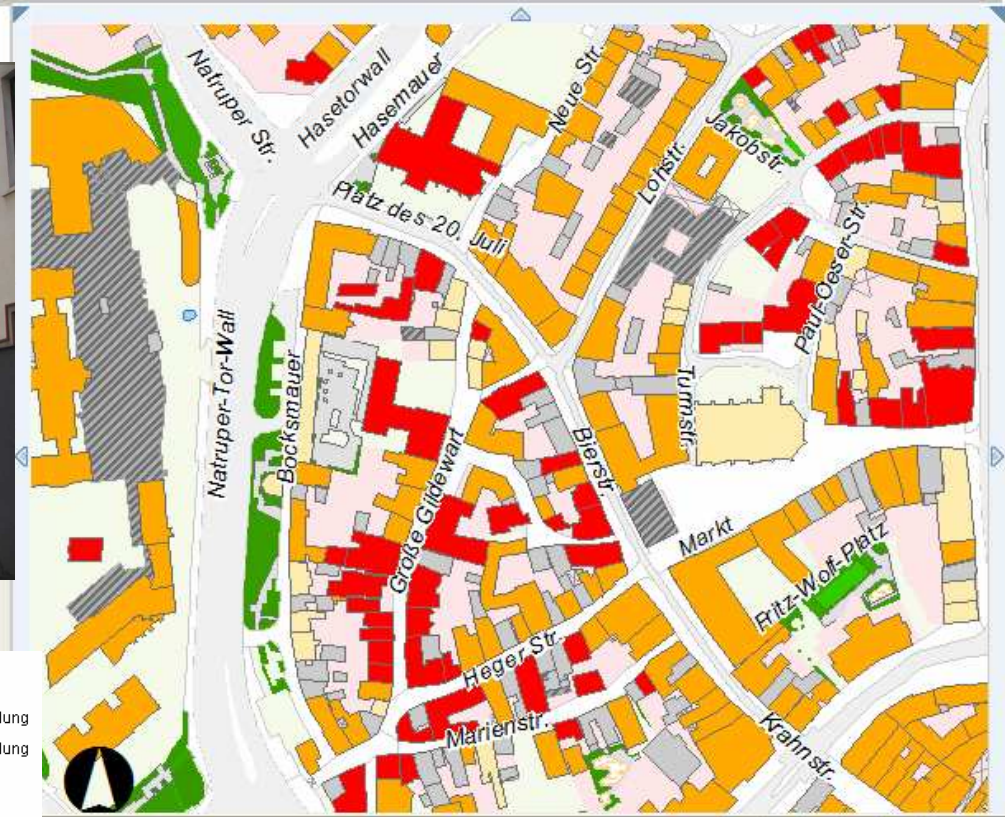 Natruper Str.
Hasetorwall
Hasemauer
Neue Str.
Jakobstr.
Lohstr.
Platz des 20. Juli
Paul-Oeser-Str.
Natruper-Tor-Wall
Bocksmauer
Turmstr.
Bierstr.
Große Gildewart
Markt
Fritz-Wolf-Platz
Heger Str.
lung
lung
Marienstr.
Krahnstr.